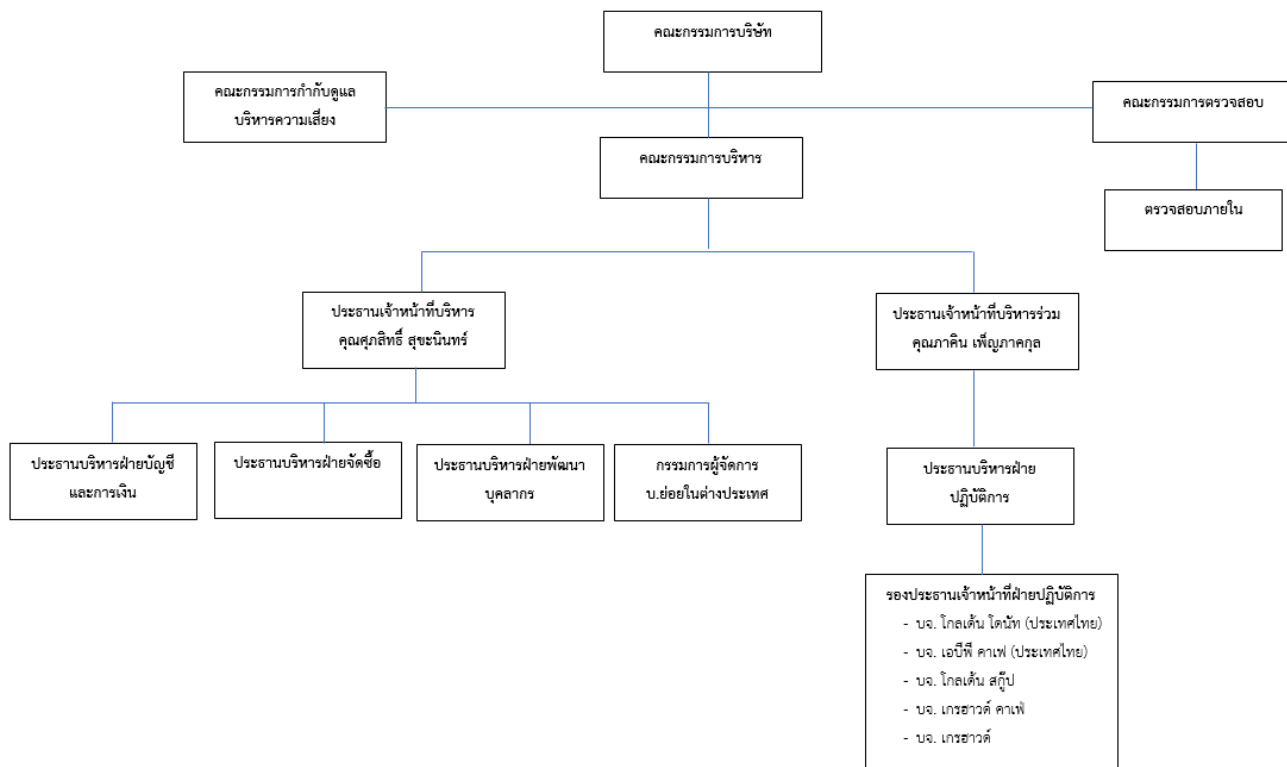 คณะกรรมการบริษัท
คณะกรรมการกำกับดูแล
บริหารความเสี่ยง
คณะกรรมการตรวจสอบ
คณะกรรมการบริหาร
ตรวจสอบภายใน
ประธานเจ้าหน้าที่บริหาร
คุณศุภสิทธิ์ สุขะนินทร์
ประธานเจ้าหน้าที่บริหารร่วม
คุณภาคิน เพ็ญภาคกุล
ประธานบริหารฝ่ายบัญชี
และการเงิน
ประธานบริหารฝ่ายจัดซื้อ
ประธานบริหารฝ่ายพัฒนา
บุคลากร
กรรมการผู้จัดการ
บ.ย่อยในต่างประเทศ
ประธานบริหารฝ่าย
ปฏิบัติการ
รองประธานเจ้าหน้าที่ฝ่ายปฏิบัติการ
- บจ. โกลเด้น โดนัท (ประเทศไทย)
- บจ. เอบีพี คาเฟ (ประเทศไทย)
- บจ. โกลเด้น สกู๊ป
- บจ. เกรฮาวด์ คาเฟ่
- บจ. เกรฮาวด์